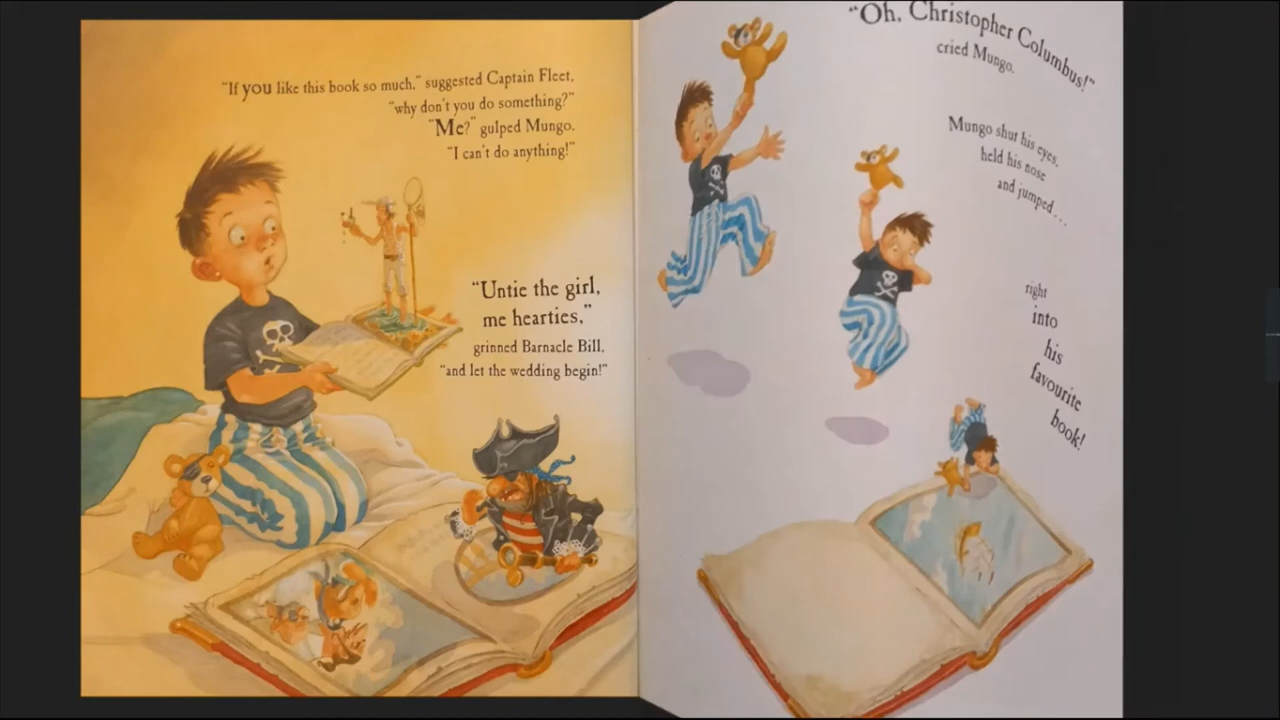 "If you like this book so much," suggested Captain Fleet,
"why don't you do something?"
"Me?" gulped Mungo.
"I can't do anything!"
"Untie the girl,
me hearties,"
grinned Barnacle Bill,
"and let the wedding begin!"
"Oh, Christopher Columbus!"
cried Mungo.
Mungo shut his eyes,
held his nose
and jumped . . .
right
into
his
favourite
book!